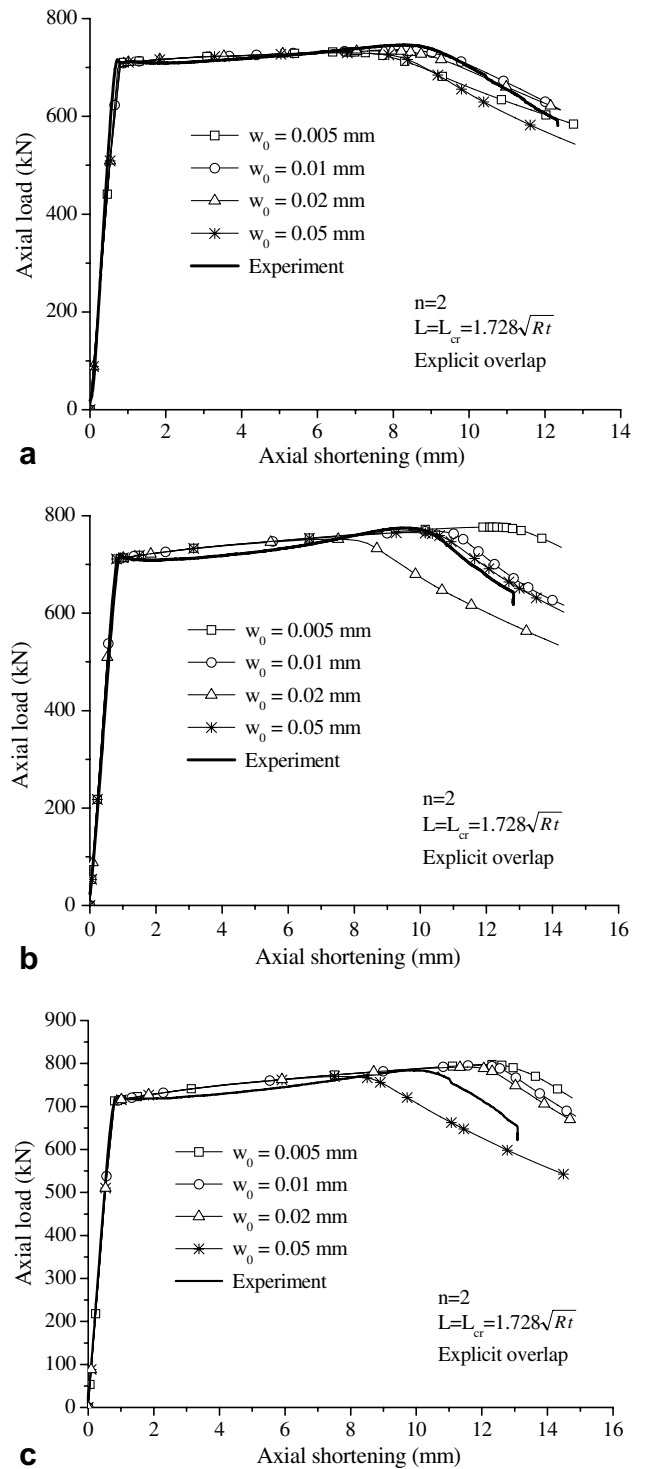 800
600
400
200
0
Axial load (kN)
w0 = 0.005 mm
w0 = 0.01 mm
w0 = 0.02 mm
w0 = 0.05 mm
Experiment
n=2
L=Lcr=1.728√Rt
Explicit overlap
0 2 4 6 8 10 12 14
a
Axial shortening (mm)
800
600
400
200
0
Axial load (kN)
w0 = 0.005 mm
w0 = 0.01 mm
w0 = 0.02 mm
w0 = 0.05 mm
Experiment
n=2
L=Lcr=1.728√Rt
Explicit overlap
0 2 4 6 8 10 12 14 16
b
Axial shortening (mm)
900
800
700
600
500
400
300
200
100
0
Axial load (kN)
w0 = 0.005 mm
w0 = 0.01 mm
w0 = 0.02 mm
w0 = 0.05 mm
Experiment
n=2
L=Lcr=1.728√Rt
Explicit overlap
0 2 4 6 8 10 12 14 16
c
Axial shortening (mm)